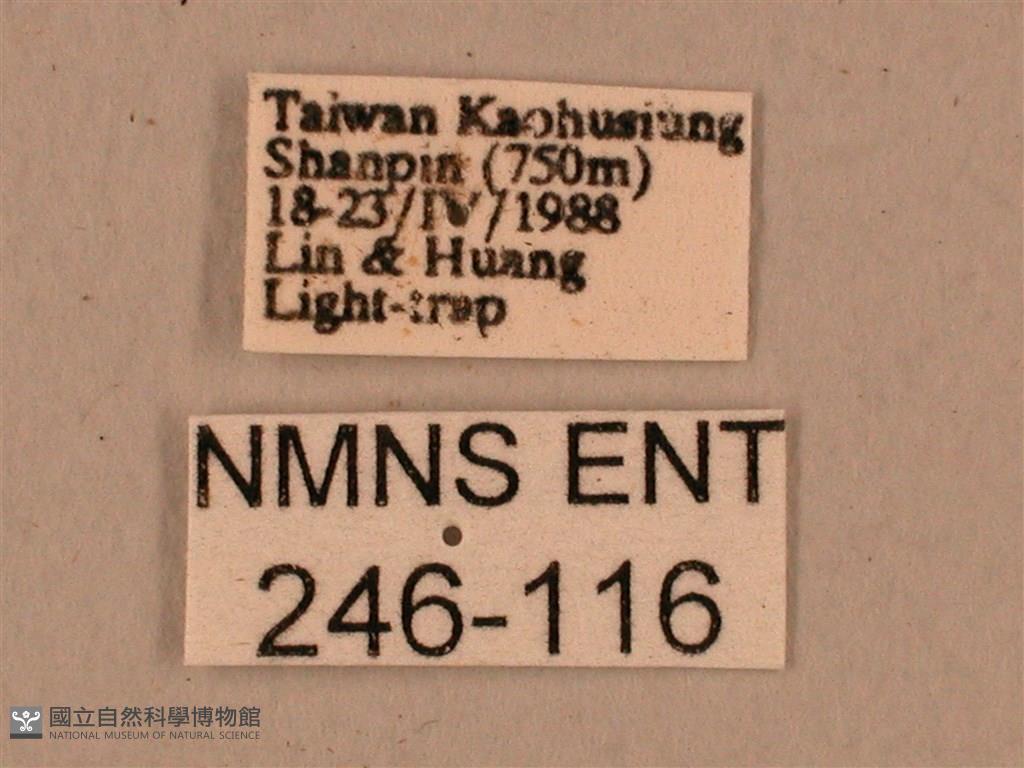 Taiwan Kaohusiung
Shanpin (750m)
18-23/IV/1988
Lin & Huang
Light-trap
NMNS ENT
246-116
國立自然科學博物館
NATIONAL MUSEUM OF NATURAL SCIENCE